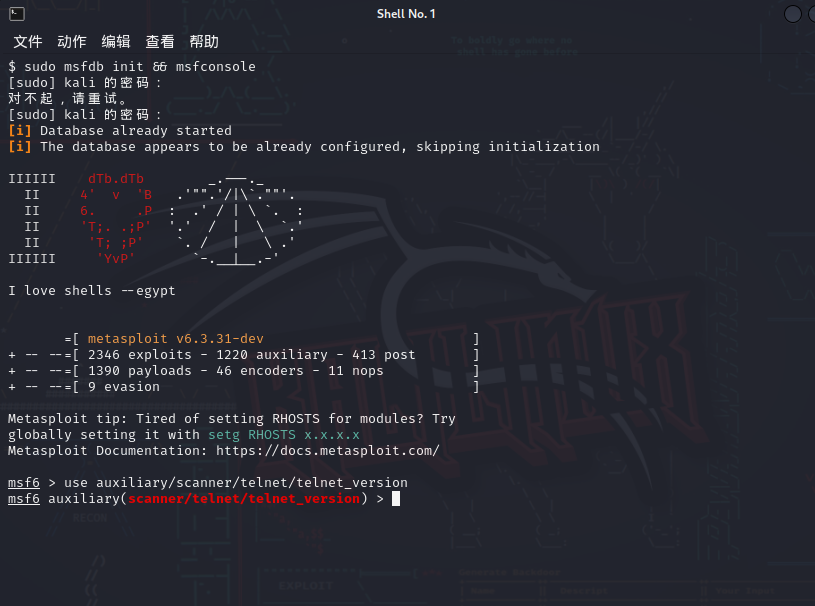 Shell No. 1
文件 动作 编辑 查看 帮助
$ sudo msfdb init && msfconsole
[sudo] kali 的密码：
对不起，请重试。
[sudo] kali 的密码：
[i] Database already started
[i] The database appears to be already configured, skipping initialization
IIIIII    dTb.dTb        _.---._
  II     4'  v  'B   .'"".'/|\`.""'.
  II     6.     .P  :  .' / | \ `.  :
  II     'T;. .;P'  '.'  /  |  \  `.'
  II      'T; ;P'    `. /   |   \ .'
IIIIII     'YvP'       `-.__|__.-'
I love shells --egypt
       =[ metasploit v6.3.31-dev                          ]
+ -- --=[ 2346 exploits - 1220 auxiliary - 413 post       ]
+ -- --=[ 1390 payloads - 46 encoders - 11 nops           ]
+ -- --=[ 9 evasion                                       ]
Metasploit tip: Tired of setting RHOSTS for modules? Try
globally setting it with setg RHOSTS x.x.x.x
Metasploit Documentation: https://docs.metasploit.com/
msf6 > use auxiliary/scanner/telnet/telnet_version
msf6 auxiliary(scanner/telnet/telnet_version) >
KALI LINUX
// RECON
EXPLOIT